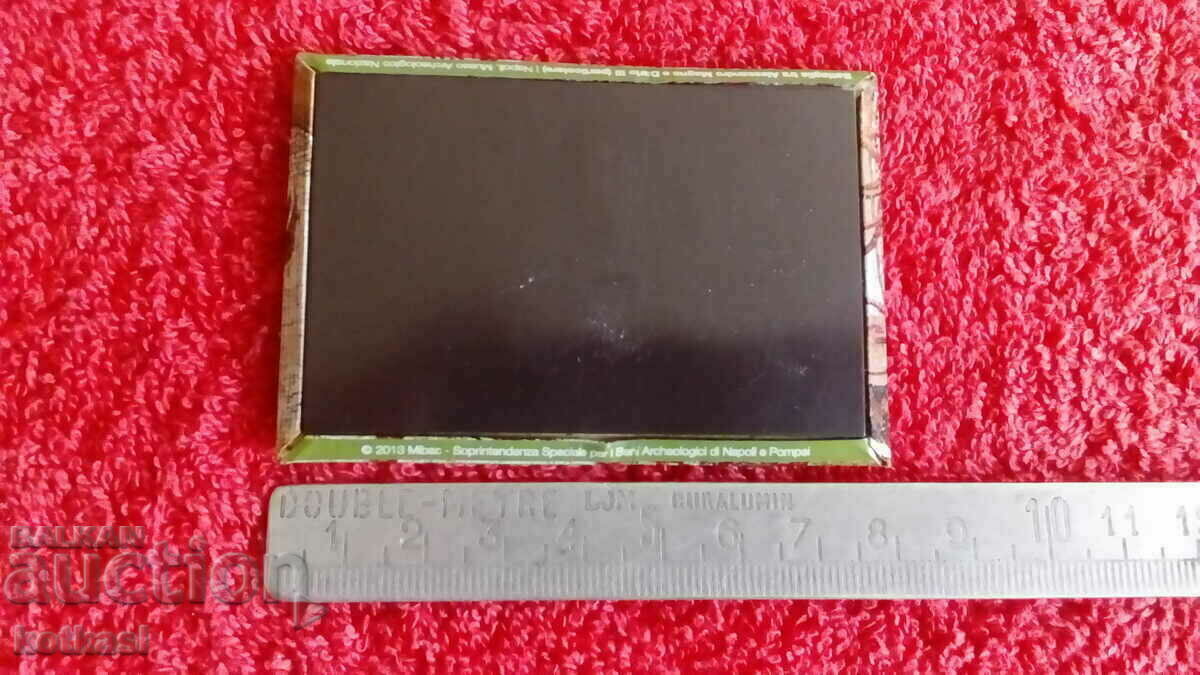 Battaglia tra Alessandro Magno e Dario III (particolare) | Napoli, Museo Archeologico Nazionale
© 2013 Mibac - Soprintendenza Speciale per i Beni Archeologici di Napoli e Pompei
DOUBLE-METRE DURALUMIN
1 2 3 4 5 6 7 8 9 10 11
BALKAN
auction
kotkasi